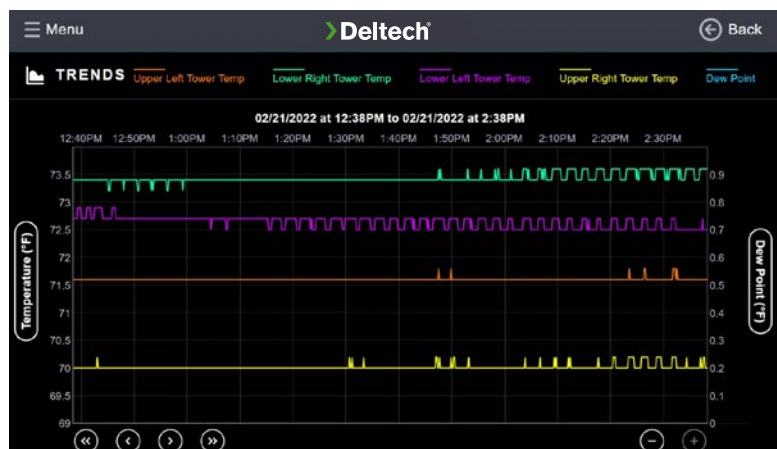 Menu
Deltech
Back
TRENDS Upper Left Tower Temp Lower Right Tower Temp Lower Left Tower Temp Upper Right Tower Temp Dew Point
02/21/2022 at 12:38PM to 02/21/2022 at 2:38PM
12:40PM 12:50PM 1:00PM 1:10PM 1:20PM 1:30PM 1:40PM 1:50PM 2:00PM 2:10PM 2:20PM 2:30PM
73.5
73
72.5
72
71.5
71
70.5
70
69.5
69
Temperature (°F)
0.9
0.8
0.7
0.6
0.5
0.4
0.3
0.2
0.1
0
Dew Point (°F)